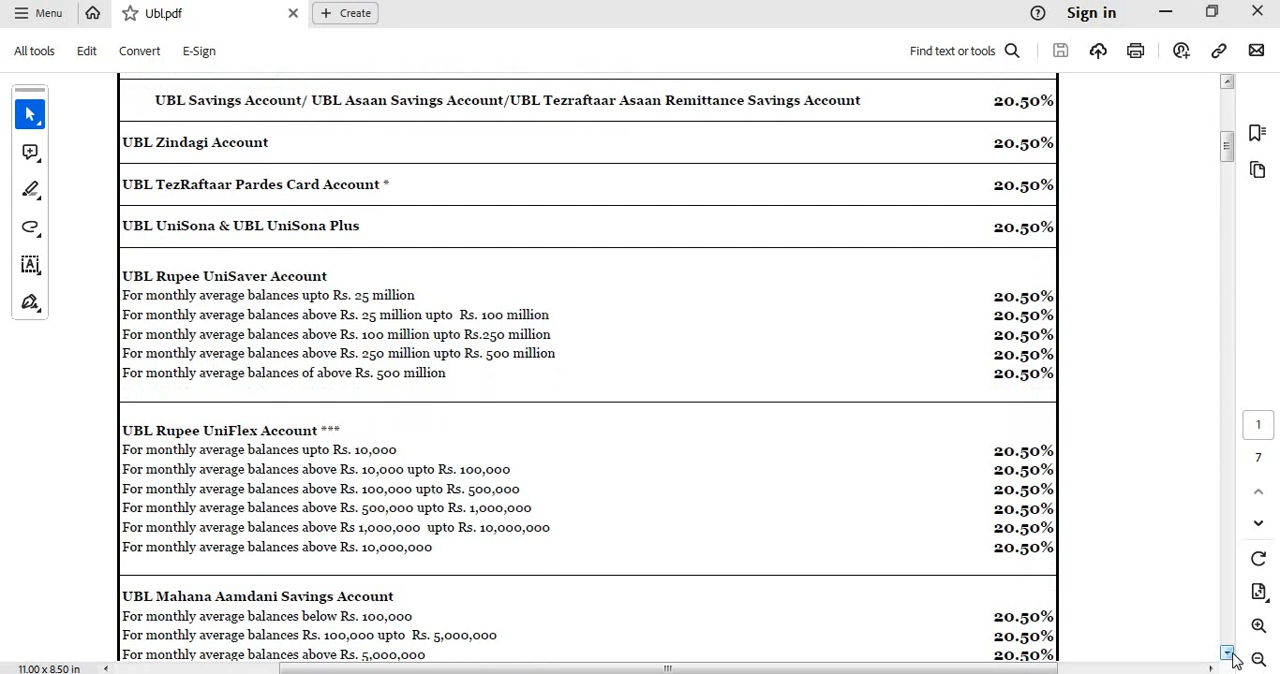 Menu
Ubl.pdf
Create
Sign in
All tools
Edit
Convert
E-Sign
Find text or tools
UBL Savings Account/ UBL Asaan Savings Account/UBL Tezraftaar Asaan Remittance Savings Account 20.50%
UBL Zindagi Account 20.50%
UBL TezRaftaar Pardes Card Account * 20.50%
UBL UniSona & UBL UniSona Plus 20.50%
UBL Rupee UniSaver Account
For monthly average balances upto Rs. 25 million 20.50%
For monthly average balances above Rs. 25 million upto Rs. 100 million 20.50%
For monthly average balances above Rs. 100 million upto Rs.250 million 20.50%
For monthly average balances above Rs. 250 million upto Rs. 500 million 20.50%
For monthly average balances of above Rs. 500 million 20.50%
UBL Rupee UniFlex Account ***
For monthly average balances upto Rs. 10,000 20.50%
For monthly average balances above Rs. 10,000 upto Rs. 100,000 20.50%
For monthly average balances above Rs. 100,000 upto Rs. 500,000 20.50%
For monthly average balances above Rs. 500,000 upto Rs. 1,000,000 20.50%
For monthly average balances above Rs 1,000,000 upto Rs. 10,000,000 20.50%
For monthly average balances above Rs. 10,000,000 20.50%
UBL Mahana Aamdani Savings Account
For monthly average balances below Rs. 100,000 20.50%
For monthly average balances Rs. 100,000 upto Rs. 5,000,000 20.50%
For monthly average balances above Rs. 5,000,000 20.50%
1
7
11.00 x 8.50 in